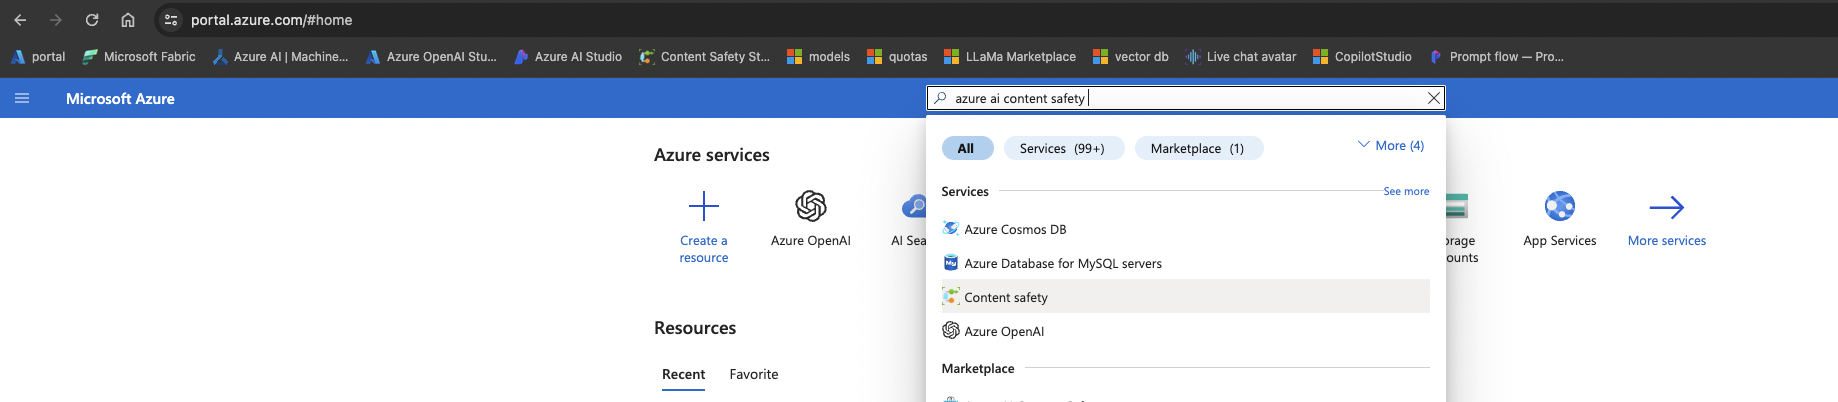 portal.azure.com/#home
portal
Microsoft Fabric
Azure AI | Machine...
Azure OpenAI Stu...
Azure AI Studio
Content Safety St...
models
quotas
LLaMa Marketplace
vector db
Live chat avatar
CopilotStudio
Prompt flow — Pro...
Microsoft Azure
azure ai content safety
All
Services (99+)
Marketplace (1)
More (4)
Azure services
Services
See more
Create a
resource
Azure OpenAI
AI Sea
Azure Cosmos DB
Azure Database for MySQL servers
Content safety
Azure OpenAI
Marketplace
orage
ounts
App Services
More services
Resources
Recent
Favorite